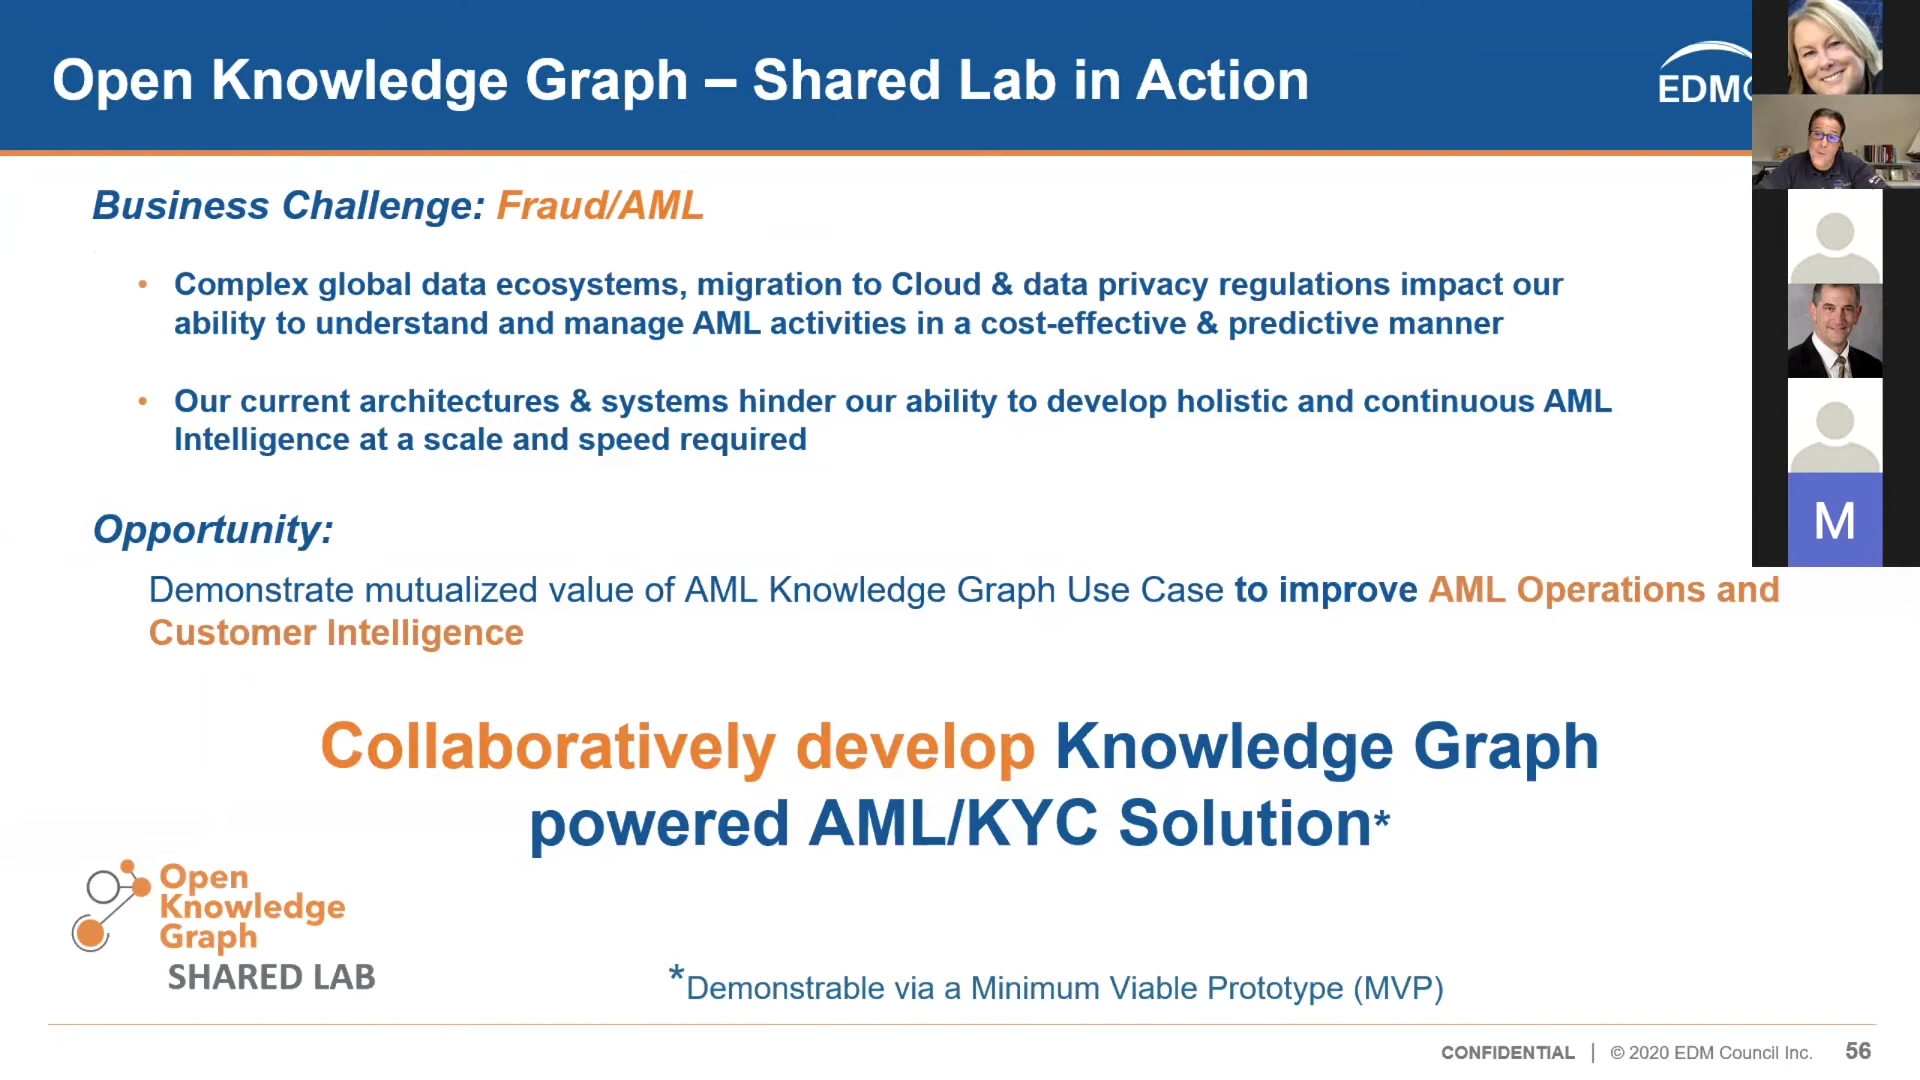 Open Knowledge Graph – Shared Lab in Action
EDM
Business Challenge: Fraud/AML
• Complex global data ecosystems, migration to Cloud & data privacy regulations impact our
ability to understand and manage AML activities in a cost-effective & predictive manner
• Our current architectures & systems hinder our ability to develop holistic and continuous AML
Intelligence at a scale and speed required
M
Opportunity:
Demonstrate mutualized value of AML Knowledge Graph Use Case to improve AML Operations and
Customer Intelligence
Collaboratively develop Knowledge Graph
powered AML/KYC Solution*
Open
Knowledge
Graph
SHARED LAB
*Demonstrable via a Minimum Viable Prototype (MVP)
CONFIDENTIAL | © 2020 EDM Council Inc. 56